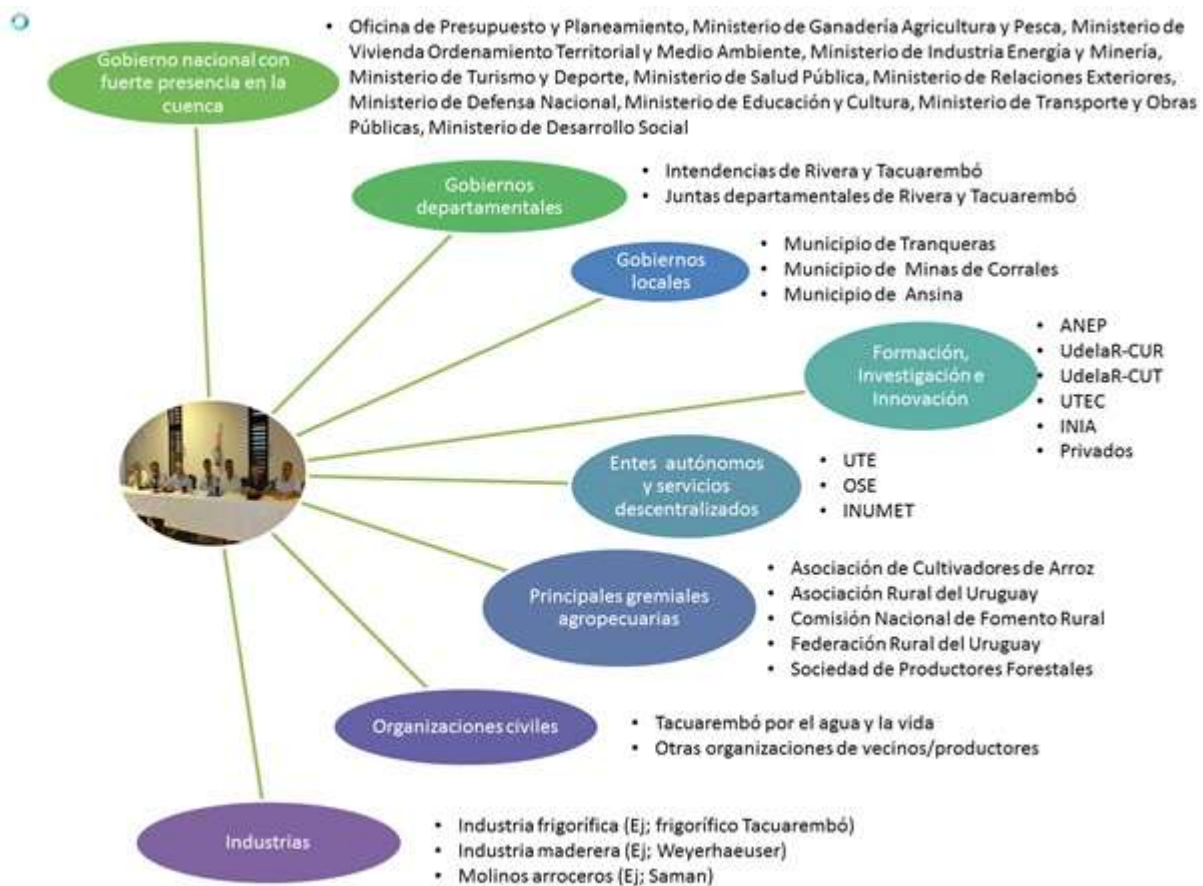 Gobierno nacional con
fuerte presencia en la
cuenca
• Oficina de Presupuesto y Planeamiento, Ministerio de Ganadería Agricultura y Pesca, Ministerio de
Vivienda Ordenamiento Territorial y Medio Ambiente, Ministerio de Industria Energía y Minería,
Ministerio de Turismo y Deporte, Ministerio de Salud Pública, Ministerio de Relaciones Exteriores,
Ministerio de Defensa Nacional, Ministerio de Educación y Cultura, Ministerio de Transporte y Obras
Públicas, Ministerio de Desarrollo Social
Gobiernos
departamentales
• Intendencias de Rivera y Tacuarembó
• Juntas departamentales de Rivera y Tacuarembó
Gobiernos
locales
• Municipio de Tranqueras
• Municipio de Minas de Corrales
• Municipio de Ansina
Formación,
Investigación e
Innovación
• ANEP
• UdelaR-CUR
• UdelaR-CUT
• UTEC
• INIA
• Privados
Entes autónomos
y servicios
descentralizados
• UTE
• OSE
• INUMET
Principales gremiales
agropecuarias
• Asociación de Cultivadores de Arroz
• Asociación Rural del Uruguay
• Comisión Nacional de Fomento Rural
• Federación Rural del Uruguay
• Sociedad de Productores Forestales
Organizaciones civiles
• Tacuarembó por el agua y la vida
• Otras organizaciones de vecinos/productores
Industrias
• Industria frigorífica (Ej; frigorífico Tacuarembó)
• Industria maderera (Ej; Weyerhaeuser)
• Molinos arroceros (Ej; Saman)